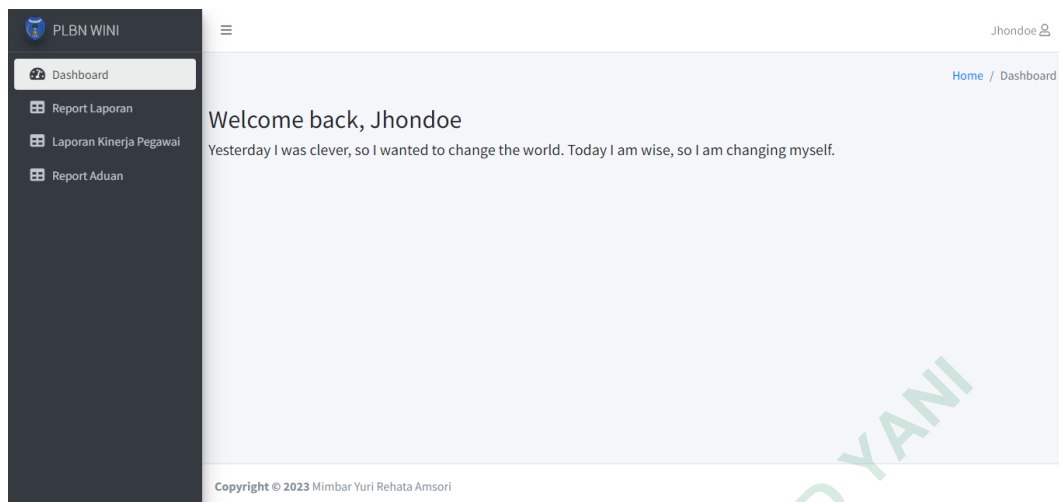 PLBN WINI
Jhondoe
Dashboard
Home / Dashboard
Report Laporan
Laporan Kinerja Pegawai
Report Aduan
Welcome back, Jhondoe
Yesterday I was clever, so I wanted to change the world. Today I am wise, so I am changing myself.
YANI
Copyright © 2023 Mimbar Yuri Rehata Amsori